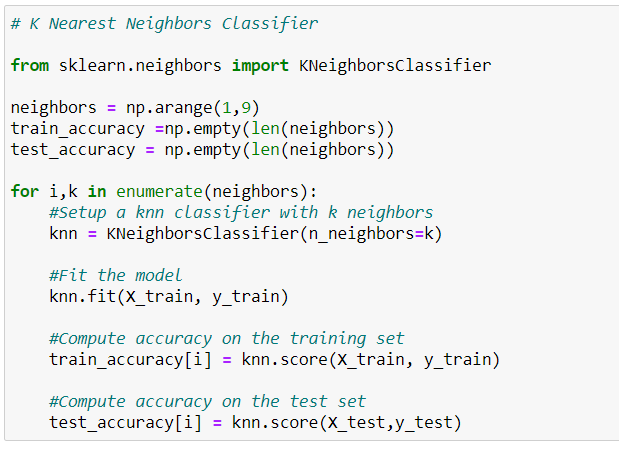 # K Nearest Neighbors Classifier
from sklearn.neighbors import KNeighborsClassifier
neighbors = np.arange(1,9)
train_accuracy =np.empty(len(neighbors))
test_accuracy = np.empty(len(neighbors))
for i,k in enumerate(neighbors):
    #Setup a knn classifier with k neighbors
    knn = KNeighborsClassifier(n_neighbors=k)
    #Fit the model
    knn.fit(X_train, y_train)
    #Compute accuracy on the training set
    train_accuracy[i] = knn.score(X_train, y_train)
    #Compute accuracy on the test set
    test_accuracy[i] = knn.score(X_test,y_test)